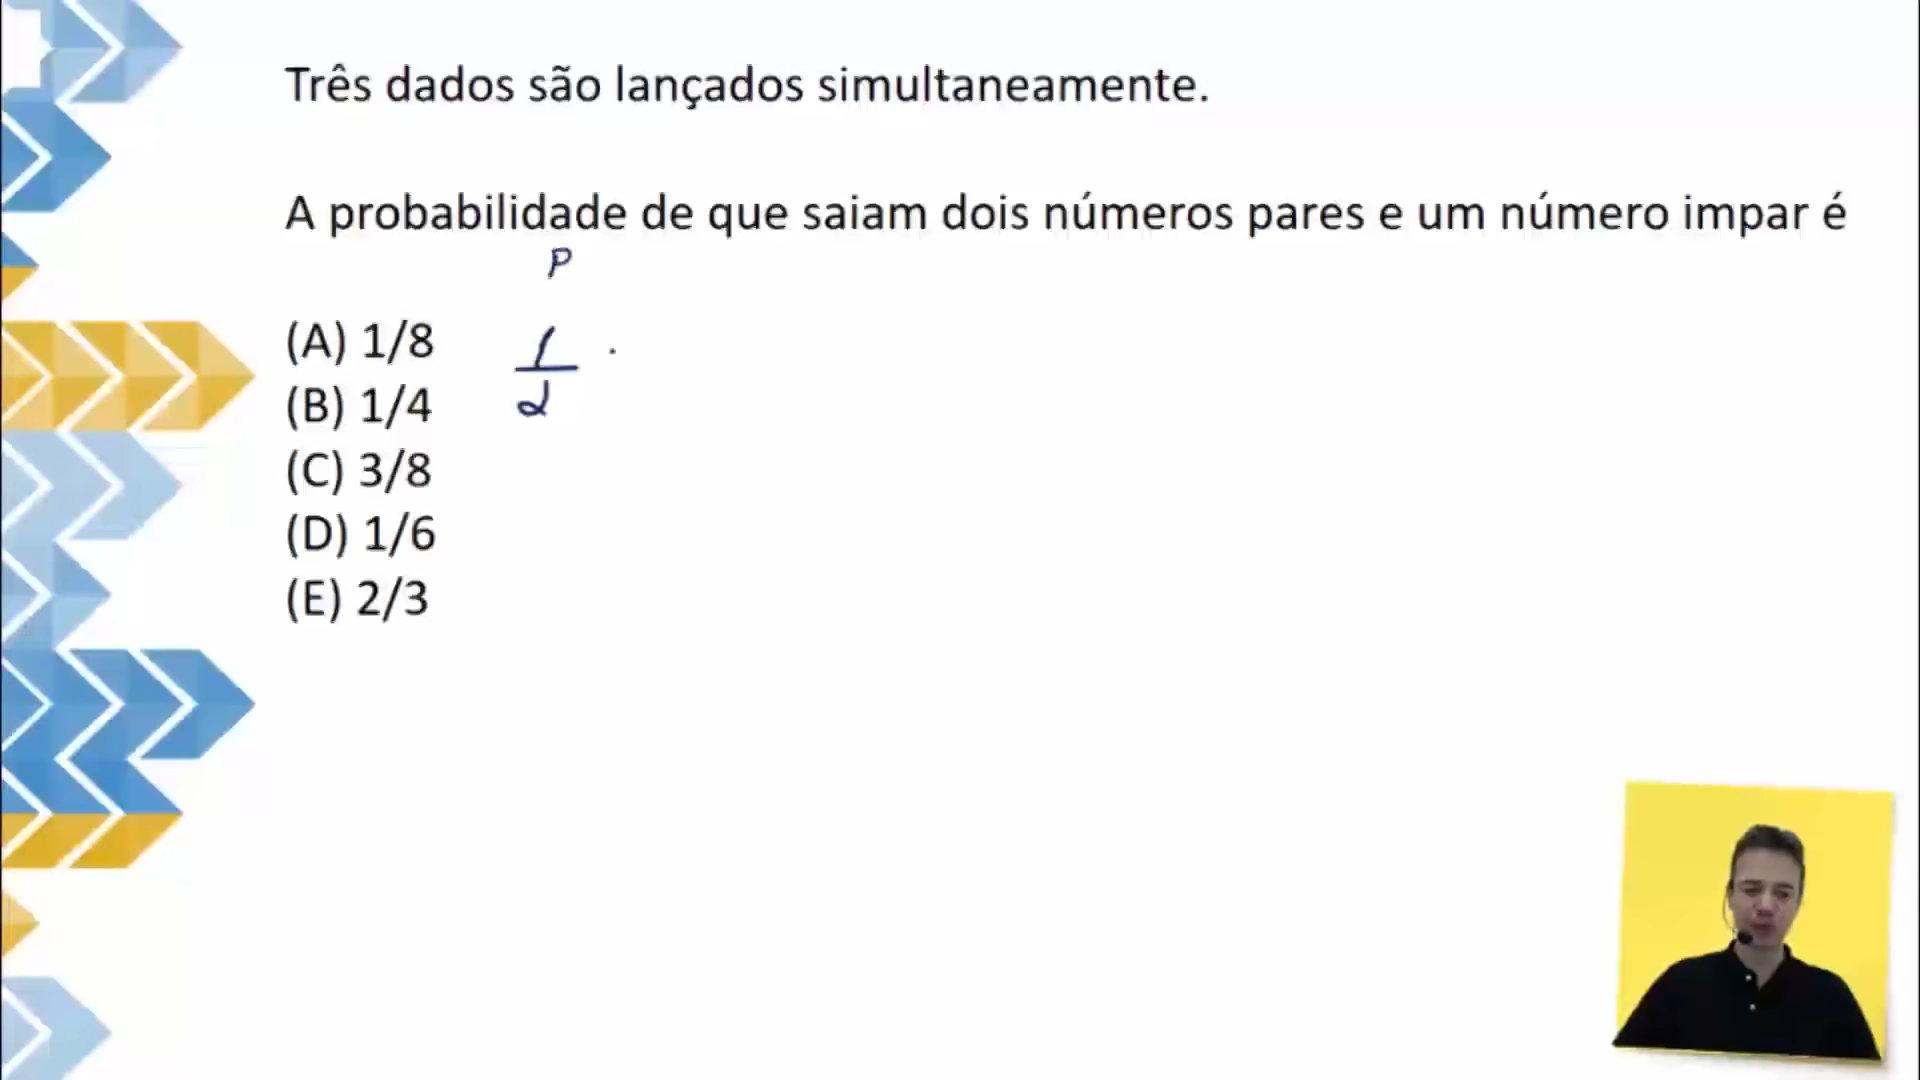 Três dados são lançados simultaneamente.
A probabilidade de que saiam dois números pares e um número impar é
P
(A) 1/8
1/2 .
(B) 1/4
(C) 3/8
(D) 1/6
(E) 2/3